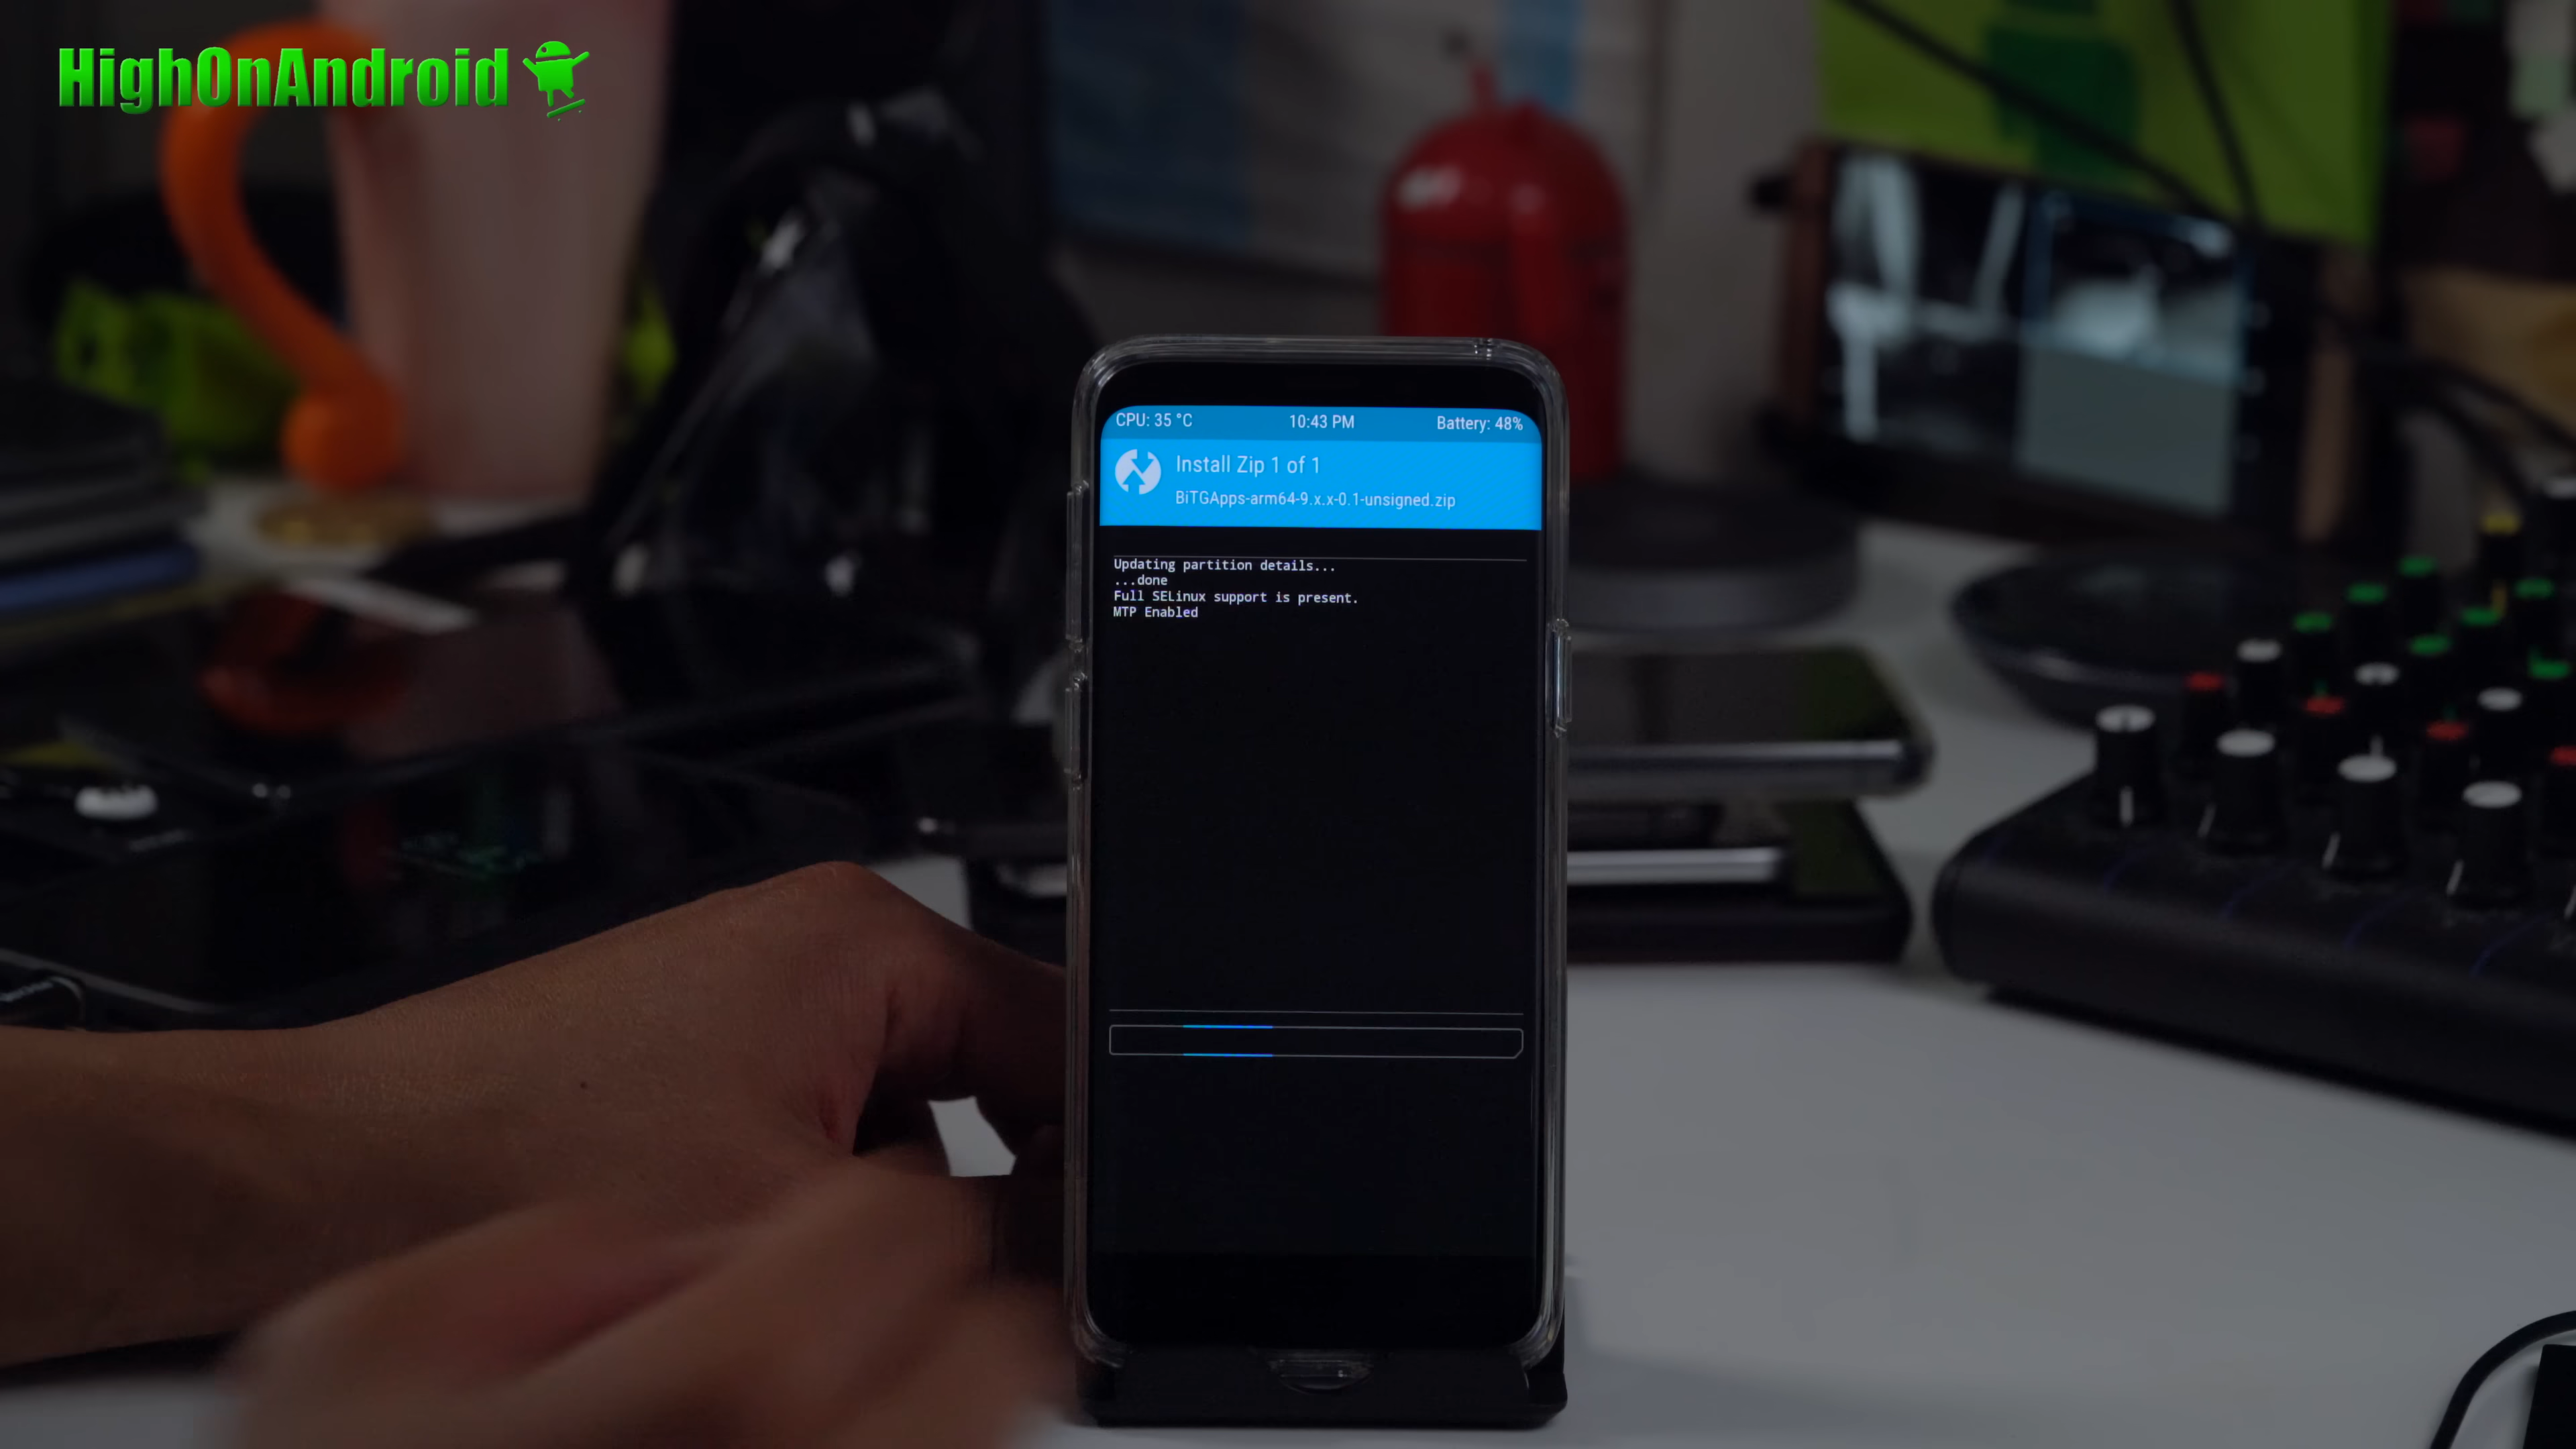 HighOnAndroid
CPU: 35 °C 10:43 PM Battery: 48%
Install Zip 1 of 1
BiTGApps-arm64-9.x.x-0.1-unsigned.zip
Updating partition details...
...done
Full SELinux support is present.
MTP Enabled